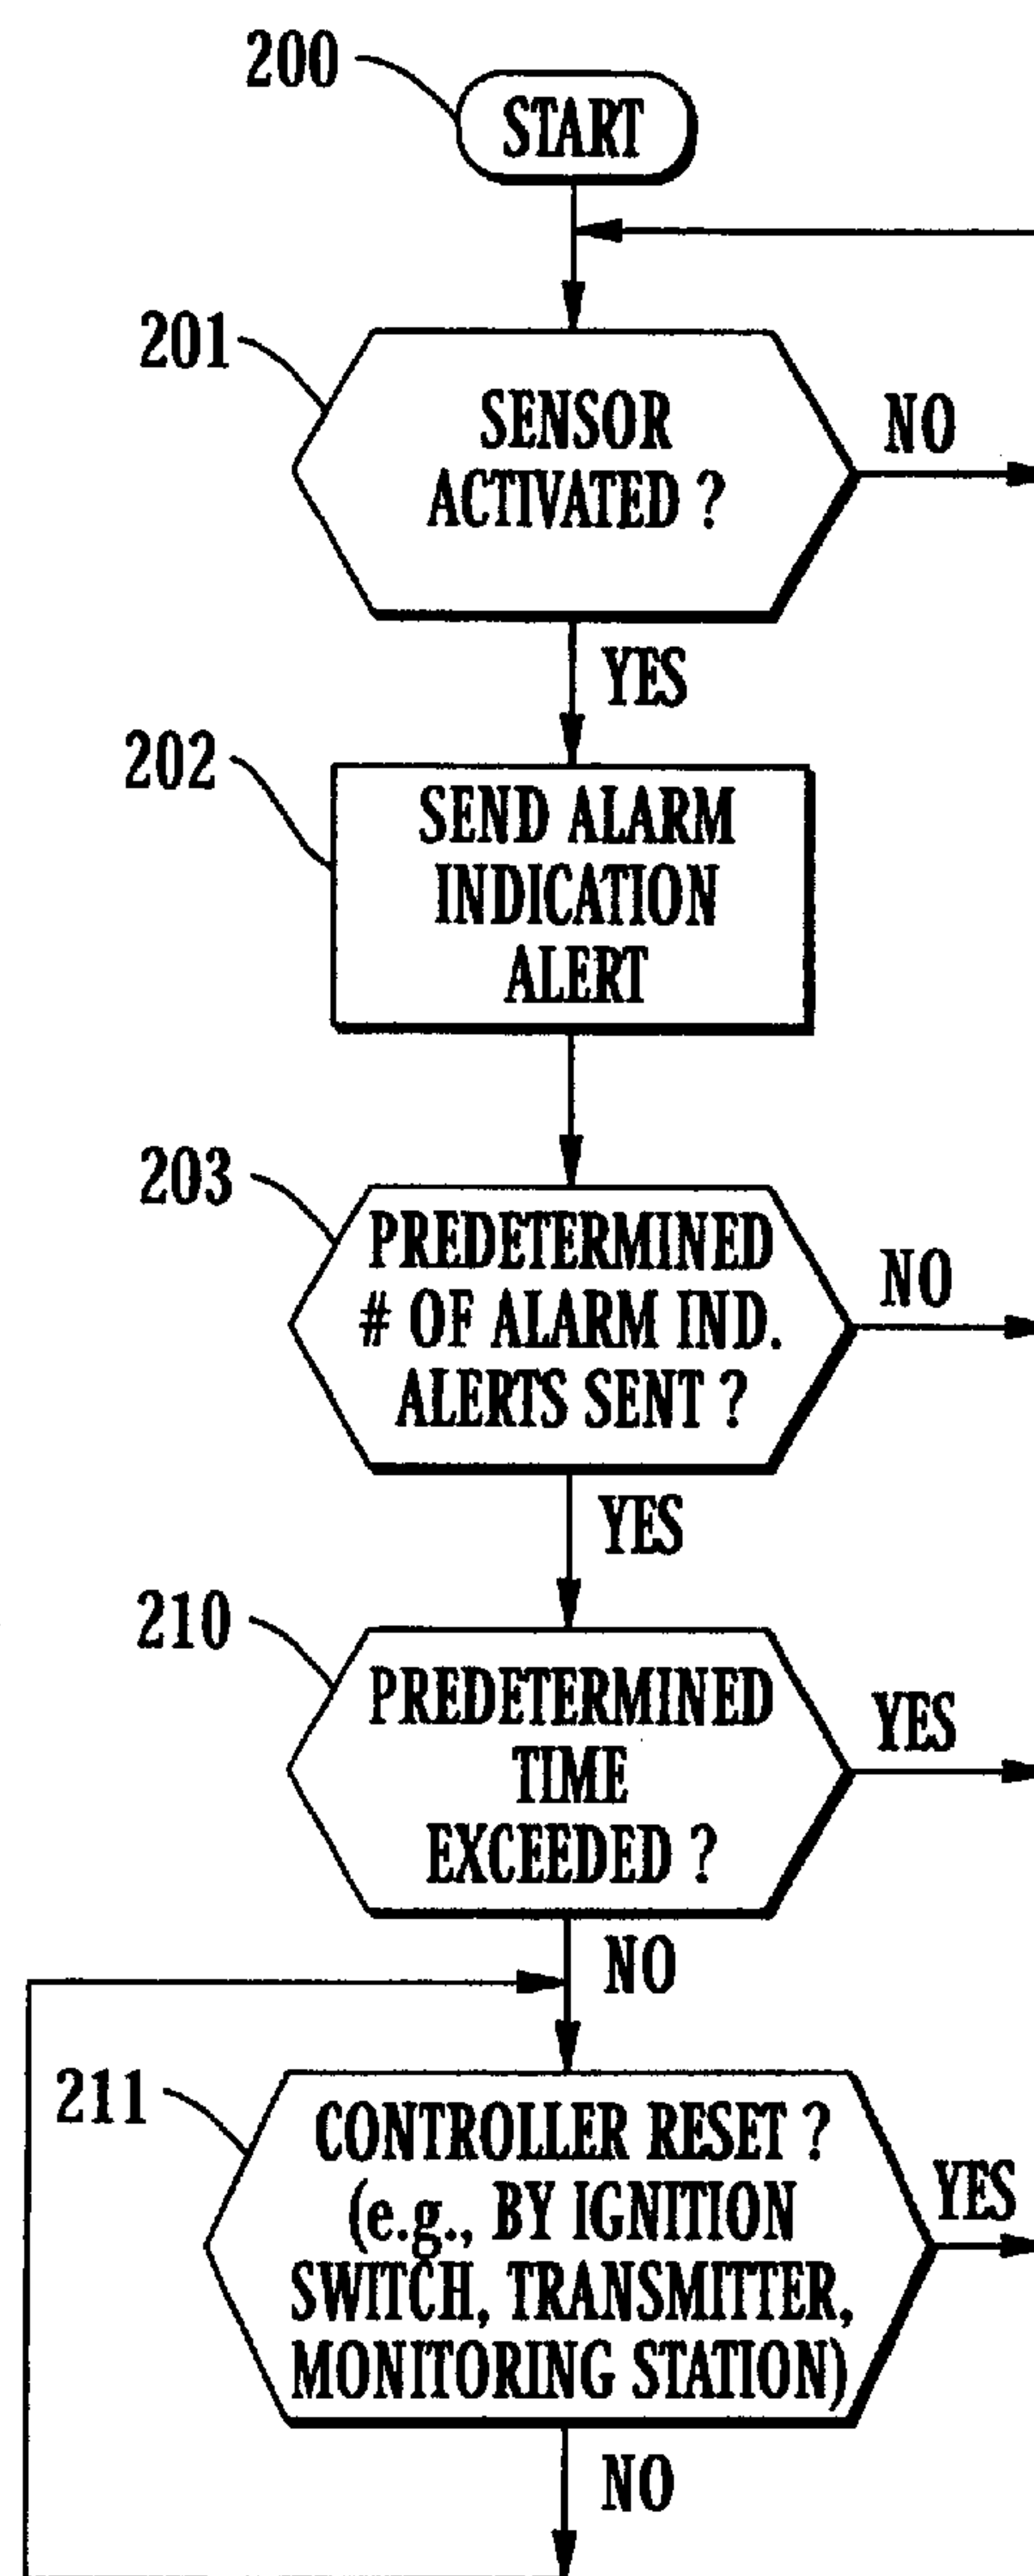 200
START
201
SENSOR
ACTIVATED ?
NO
YES
202
SEND ALARM
INDICATION
ALERT
203
PREDETERMINED
# OF ALARM IND.
ALERTS SENT ?
NO
YES
210
PREDETERMINED
TIME
EXCEEDED ?
YES
NO
211
CONTROLLER RESET ?
(e.g., BY IGNITION
SWITCH, TRANSMITTER,
MONITORING STATION)
YES
NO